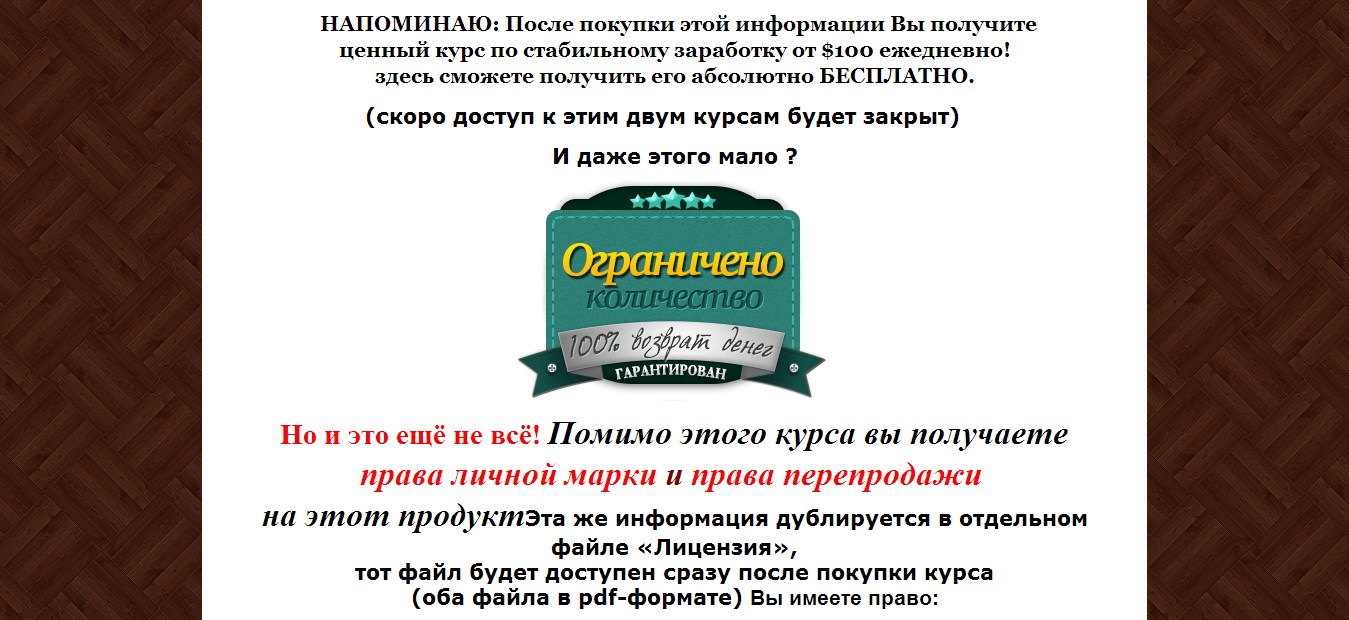 НАПОМИНАЮ: После покупки этой информации Вы получите
ценный курс по стабильному заработку от $100 ежедневно!
здесь сможете получить его абсолютно БЕСПЛАТНО.
(скоро доступ к этим двум курсам будет закрыт)
И даже этого мало ?
Ограничено
количество
100% возврат денег
ГАРАНТИРОВАН
Но и это ещё не всё! Помимо этого курса вы получаете
права личной марки и права перепродажи
на этот продуктЭта же информация дублируется в отдельном
файле «Лицензия»,
тот файл будет доступен сразу после покупки курса
(оба файла в pdf-формате) Вы имеете право: